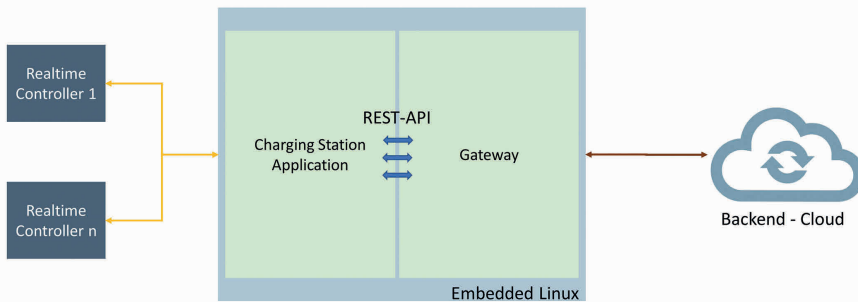 Realtime
Controller 1
Realtime
Controller n
REST-API
Charging Station
Application
Gateway
Embedded Linux
Backend - Cloud